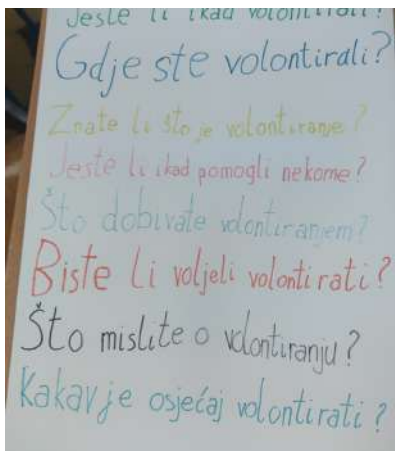 Jeste li ikad volontirali?
Gdje ste volontirali?
Znate li što je volontiranje?
Jeste li ikad pomogli nekome?
Što dobivate volontiranjem?
Biste li voljeli volontirati?
Što mislite o volontiranju?
Kakav je osjećaj volontirati?